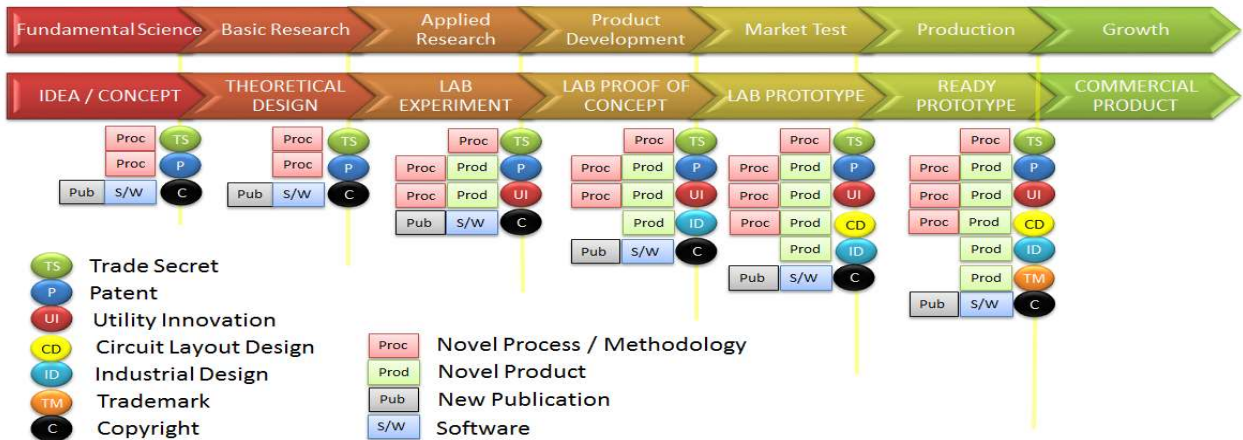 Fundamental Science Basic Research Applied Research Product Development Market Test Production Growth
IDEA / CONCEPT THEORETICAL DESIGN LAB EXPERIMENT LAB PROOF OF CONCEPT LAB PROTOTYPE READY PROTOTYPE COMMERCIAL PRODUCT
Proc TS Proc TS Proc TS Proc TS Proc TS Proc TS
Proc P Proc P Proc Prod P Proc Prod P Proc Prod P Proc Prod P
Pub S/W C Pub S/W C Proc Prod UI Proc Prod UI Proc Prod UI Proc Prod UI
Pub S/W C Prod ID Proc Prod CD Proc Prod CD
Pub S/W C Prod ID Prod ID
Pub S/W C Prod TM
Pub S/W C
TS Trade Secret
P Patent
UI Utility Innovation
CD Circuit Layout Design
ID Industrial Design
TM Trademark
C Copyright
Proc Novel Process / Methodology
Prod Novel Product
Pub New Publication
S/W Software